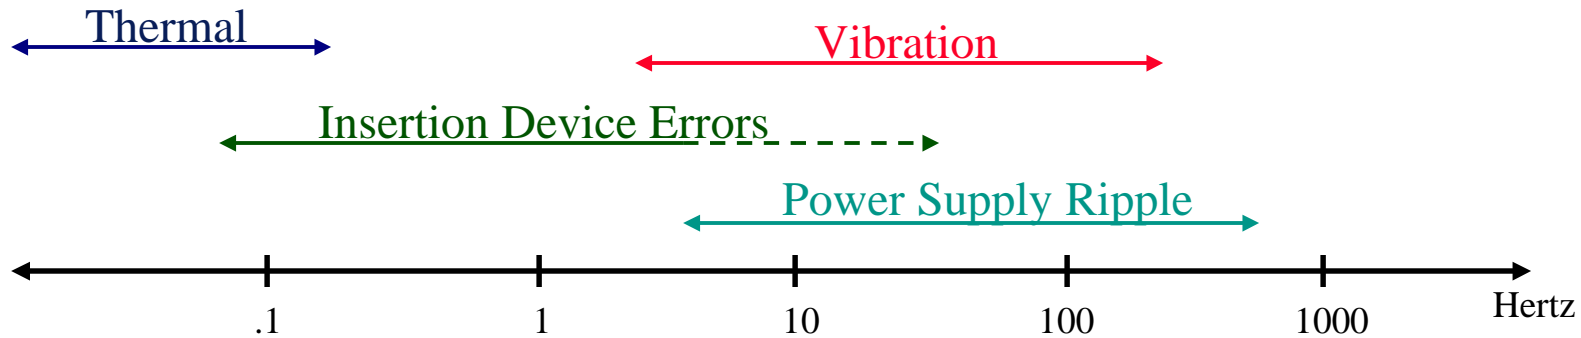 Thermal
Vibration
Insertion Device Errors
Power Supply Ripple
.1 1 10 100 1000 Hertz